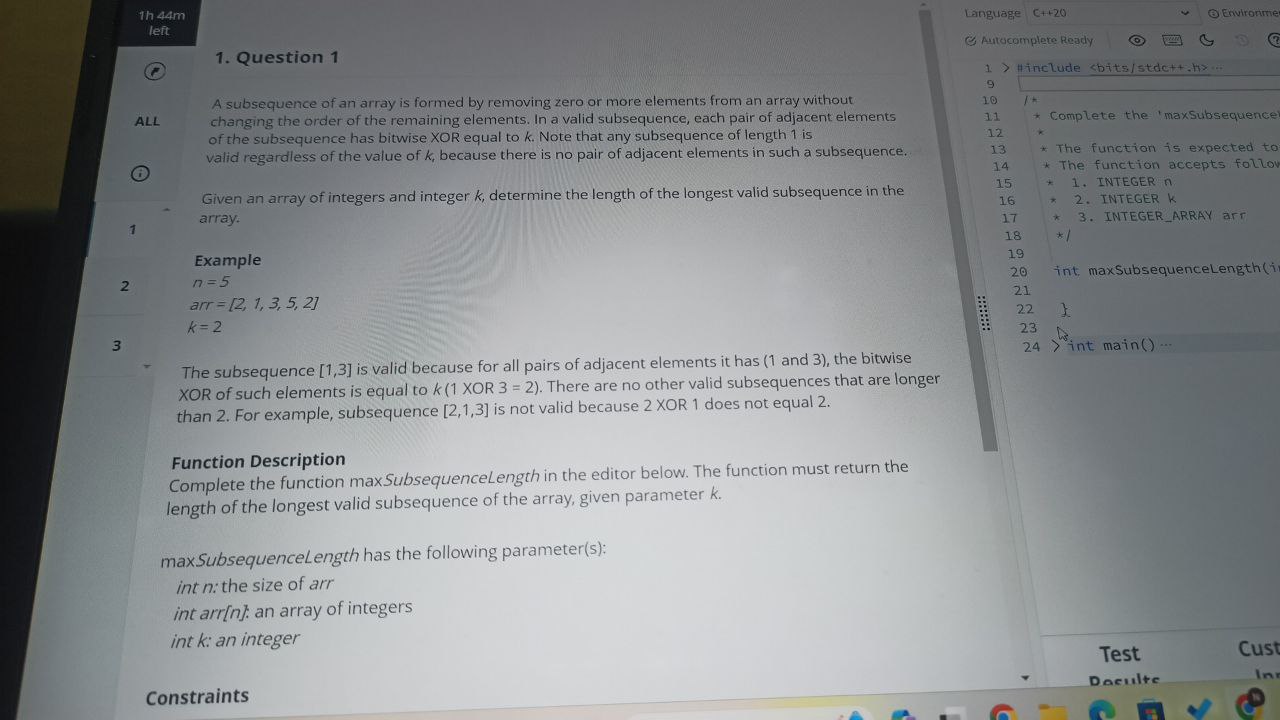 1h 44m
left
ALL
1
2
3
1. Question 1
A subsequence of an array is formed by removing zero or more elements from an array without
changing the order of the remaining elements. In a valid subsequence, each pair of adjacent elements
of the subsequence has bitwise XOR equal to k. Note that any subsequence of length 1 is
valid regardless of the value of k, because there is no pair of adjacent elements in such a subsequence.
Given an array of integers and integer k, determine the length of the longest valid subsequence in the
array.
Example
n = 5
arr = [2, 1, 3, 5, 2]
k = 2
The subsequence [1,3] is valid because for all pairs of adjacent elements it has (1 and 3), the bitwise
XOR of such elements is equal to k (1 XOR 3 = 2). There are no other valid subsequences that are longer
than 2. For example, subsequence [2,1,3] is not valid because 2 XOR 1 does not equal 2.
Function Description
Complete the function maxSubsequenceLength in the editor below. The function must return the
length of the longest valid subsequence of the array, given parameter k.
maxSubsequenceLength has the following parameter(s):
int n: the size of arr
int arr[n]: an array of integers
int k: an integer
Constraints
Language C++20
Environme
Autocomplete Ready
1 > #include <bits/stdc++.h>...
9
10 /*
11 * Complete the 'maxSubsequence
12 *
13 * The function is expected to
14 * The function accepts follow
15 * 1. INTEGER n
16 * 2. INTEGER k
17 * 3. INTEGER_ARRAY arr
18 */
19
20 int maxSubsequenceLength(i
21
22 }
23
24 > int main() ...
Test
Results
Cust